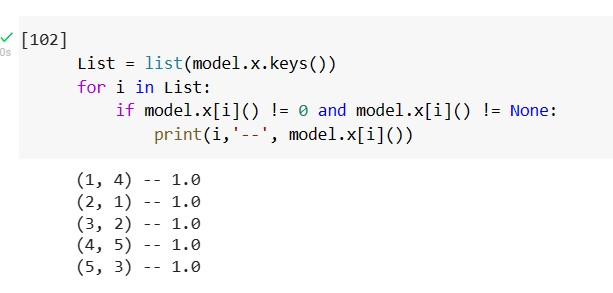 [102]
0s
List = list(model.x.keys())
for i in List:
    if model.x[i]() != 0 and model.x[i]() != None:
        print(i,'--', model.x[i]())
(1, 4) -- 1.0
(2, 1) -- 1.0
(3, 2) -- 1.0
(4, 5) -- 1.0
(5, 3) -- 1.0